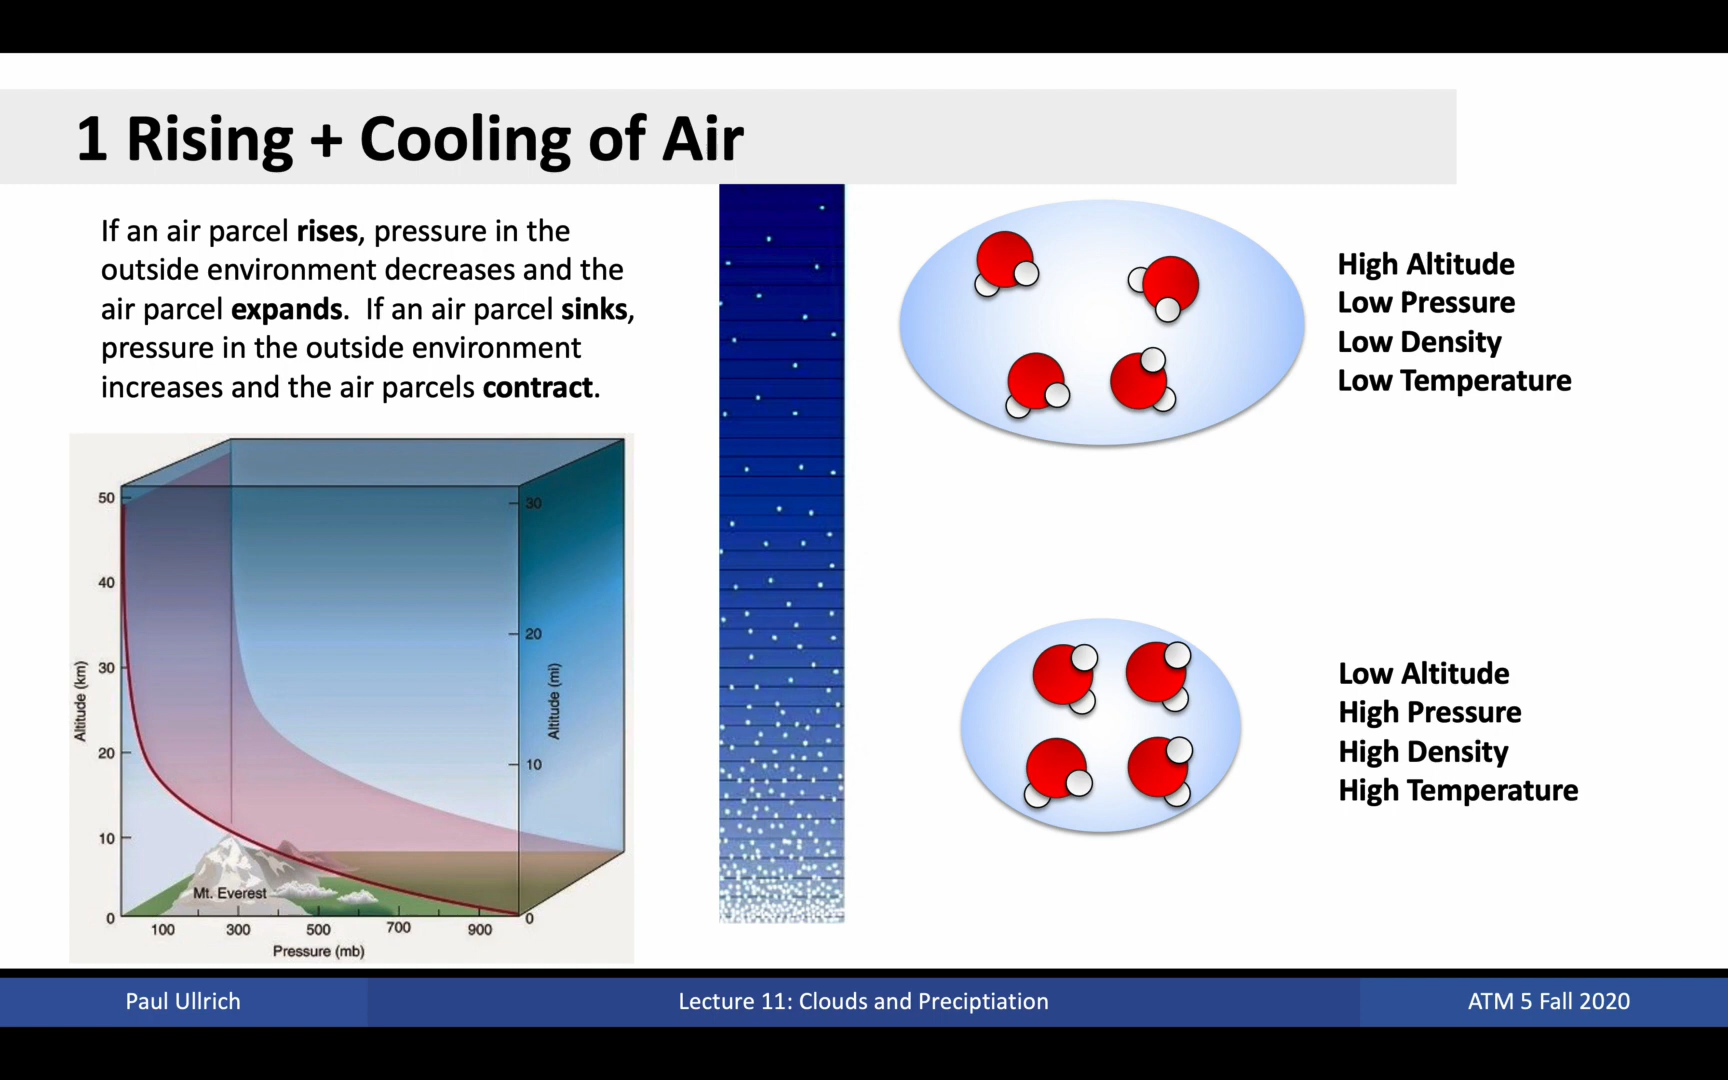 1 Rising + Cooling of Air
If an air parcel rises, pressure in the
outside environment decreases and the
air parcel expands.  If an air parcel sinks,
pressure in the outside environment
increases and the air parcels contract.
50
40
30
20
10
0
Altitude (km)
30
20
10
0
Altitude (mi)
Mt. Everest
100 300 500 700 900
Pressure (mb)
High Altitude
Low Pressure
Low Density
Low Temperature
Low Altitude
High Pressure
High Density
High Temperature
Paul Ullrich
Lecture 11: Clouds and Preciptiation
ATM 5 Fall 2020